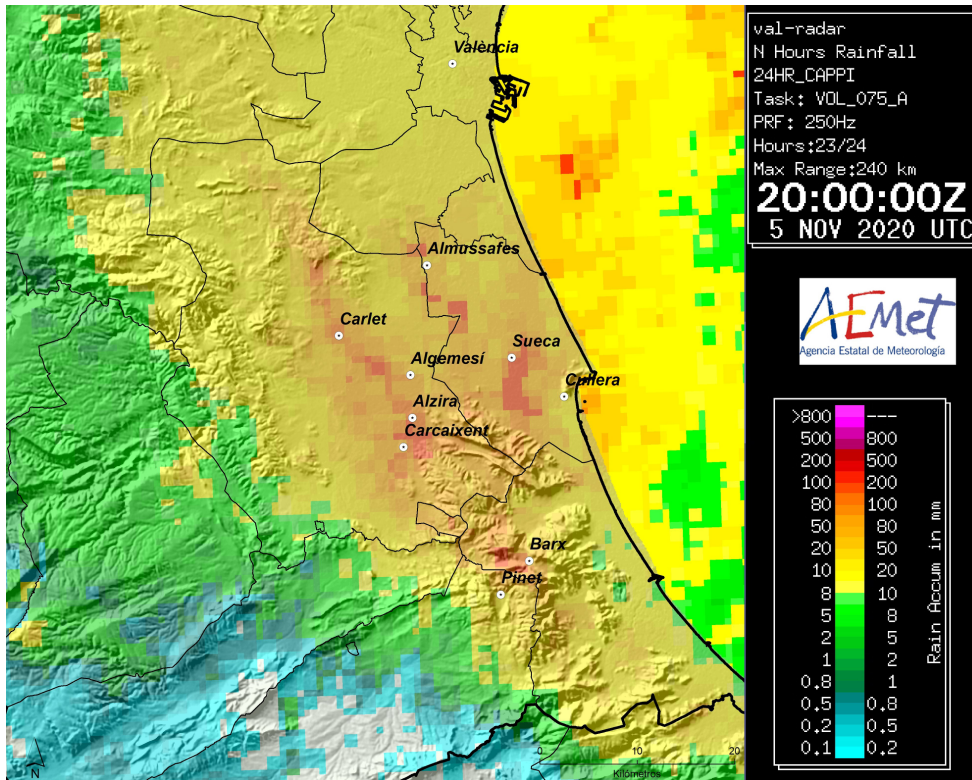 València
Almussafes
Carlet
Sueca
Algemesí
Cullera
Alzira
Carcaixent
Barx
Pinet
N
0 20
Kilómetros
val-radar
N Hours Rainfall
24HR_CAPPI
Task: VOL_075_A
PRF: 250Hz
Hours:23/24
Max Range:240 km
20:00:00Z
5 NOV 2020 UTC
AEmet
Agencia Estatal de Meteorología
>800 ---
500 800
200 500
100 200
80 100
50 80
20 50
10 20
8 10
5 8
2 5
1 2
0.8 1
0.5 0.8
0.2 0.5
0.1 0.2
Rain Accum in mm